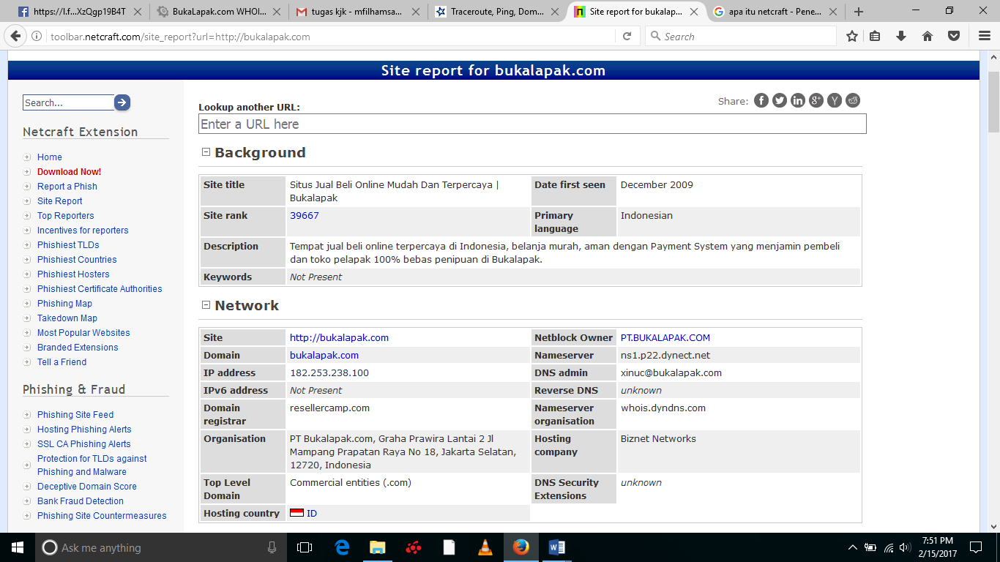 https://l.f...XzQgp19B4T
BukaLapak.com WHOI...
tugas kjk - mfilhamsa...
Traceroute, Ping, Dom...
Site report for bukalap...
apa itu netcraft - Pene...
toolbar.netcraft.com/site_report?url=http://bukalapak.com
Search
Site report for bukalapak.com
Search...
Netcraft Extension
Home
Download Now!
Report a Phish
Site Report
Top Reporters
Incentives for reporters
Phishiest TLDs
Phishiest Countries
Phishiest Hosters
Phishiest Certificate Authorities
Phishing Map
Takedown Map
Most Popular Websites
Branded Extensions
Tell a Friend
Phishing & Fraud
Phishing Site Feed
Hosting Phishing Alerts
SSL CA Phishing Alerts
Protection for TLDs against
Phishing and Malware
Deceptive Domain Score
Bank Fraud Detection
Phishing Site Countermeasures
Share:
Lookup another URL:
Enter a URL here
Background
Site title Situs Jual Beli Online Mudah Dan Terpercaya | Date first seen December 2009
Bukalapak
Site rank 39667 Primary Indonesian
language
Description Tempat jual beli online terpercaya di Indonesia, belanja murah, aman dengan Payment System yang menjamin pembeli
dan toko pelapak 100% bebas penipuan di Bukalapak.
Keywords Not Present
Network
Site http://bukalapak.com Netblock Owner PT.BUKALAPAK.COM
Domain bukalapak.com Nameserver ns1.p22.dynect.net
IP address 182.253.238.100 DNS admin xinuc@bukalapak.com
IPv6 address Not Present Reverse DNS unknown
Domain resellercamp.com Nameserver whois.dyndns.com
registrar organisation
Organisation PT Bukalapak.com, Graha Prawira Lantai 2 Jl Hosting Biznet Networks
Mampang Prapatan Raya No 18, Jakarta Selatan, company
12720, Indonesia
Top Level Commercial entities (.com) DNS Security unknown
Domain Extensions
Hosting country ID
Ask me anything
7:51 PM
2/15/2017